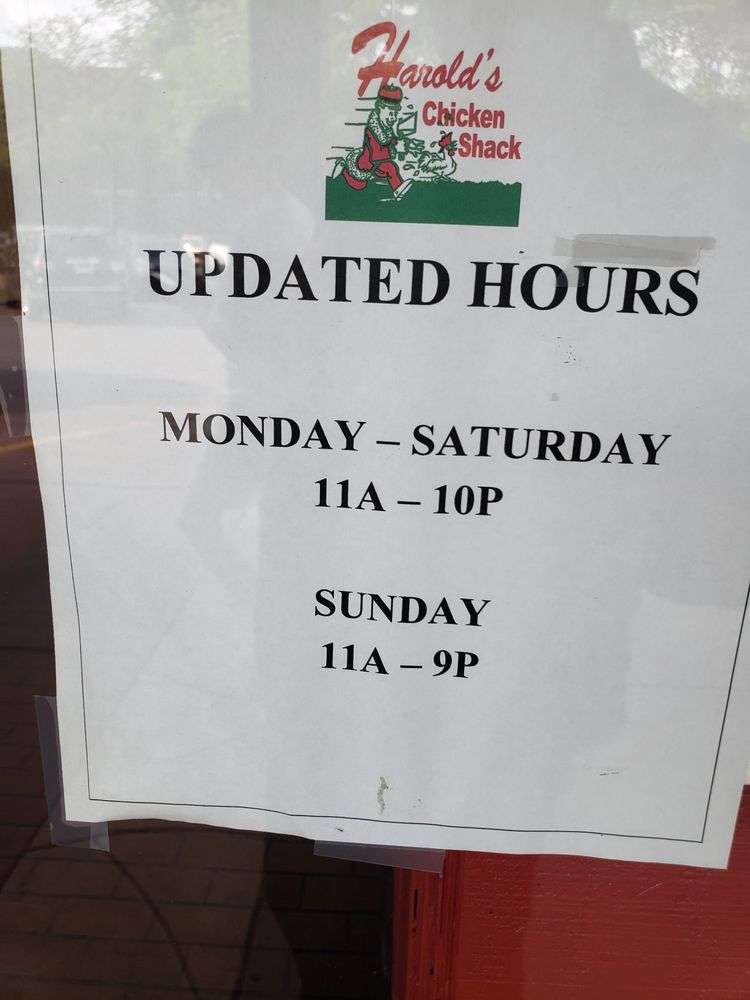 Harold's
Chicken
Shack
UPDATED HOURS
MONDAY – SATURDAY
11A – 10P
SUNDAY
11A – 9P